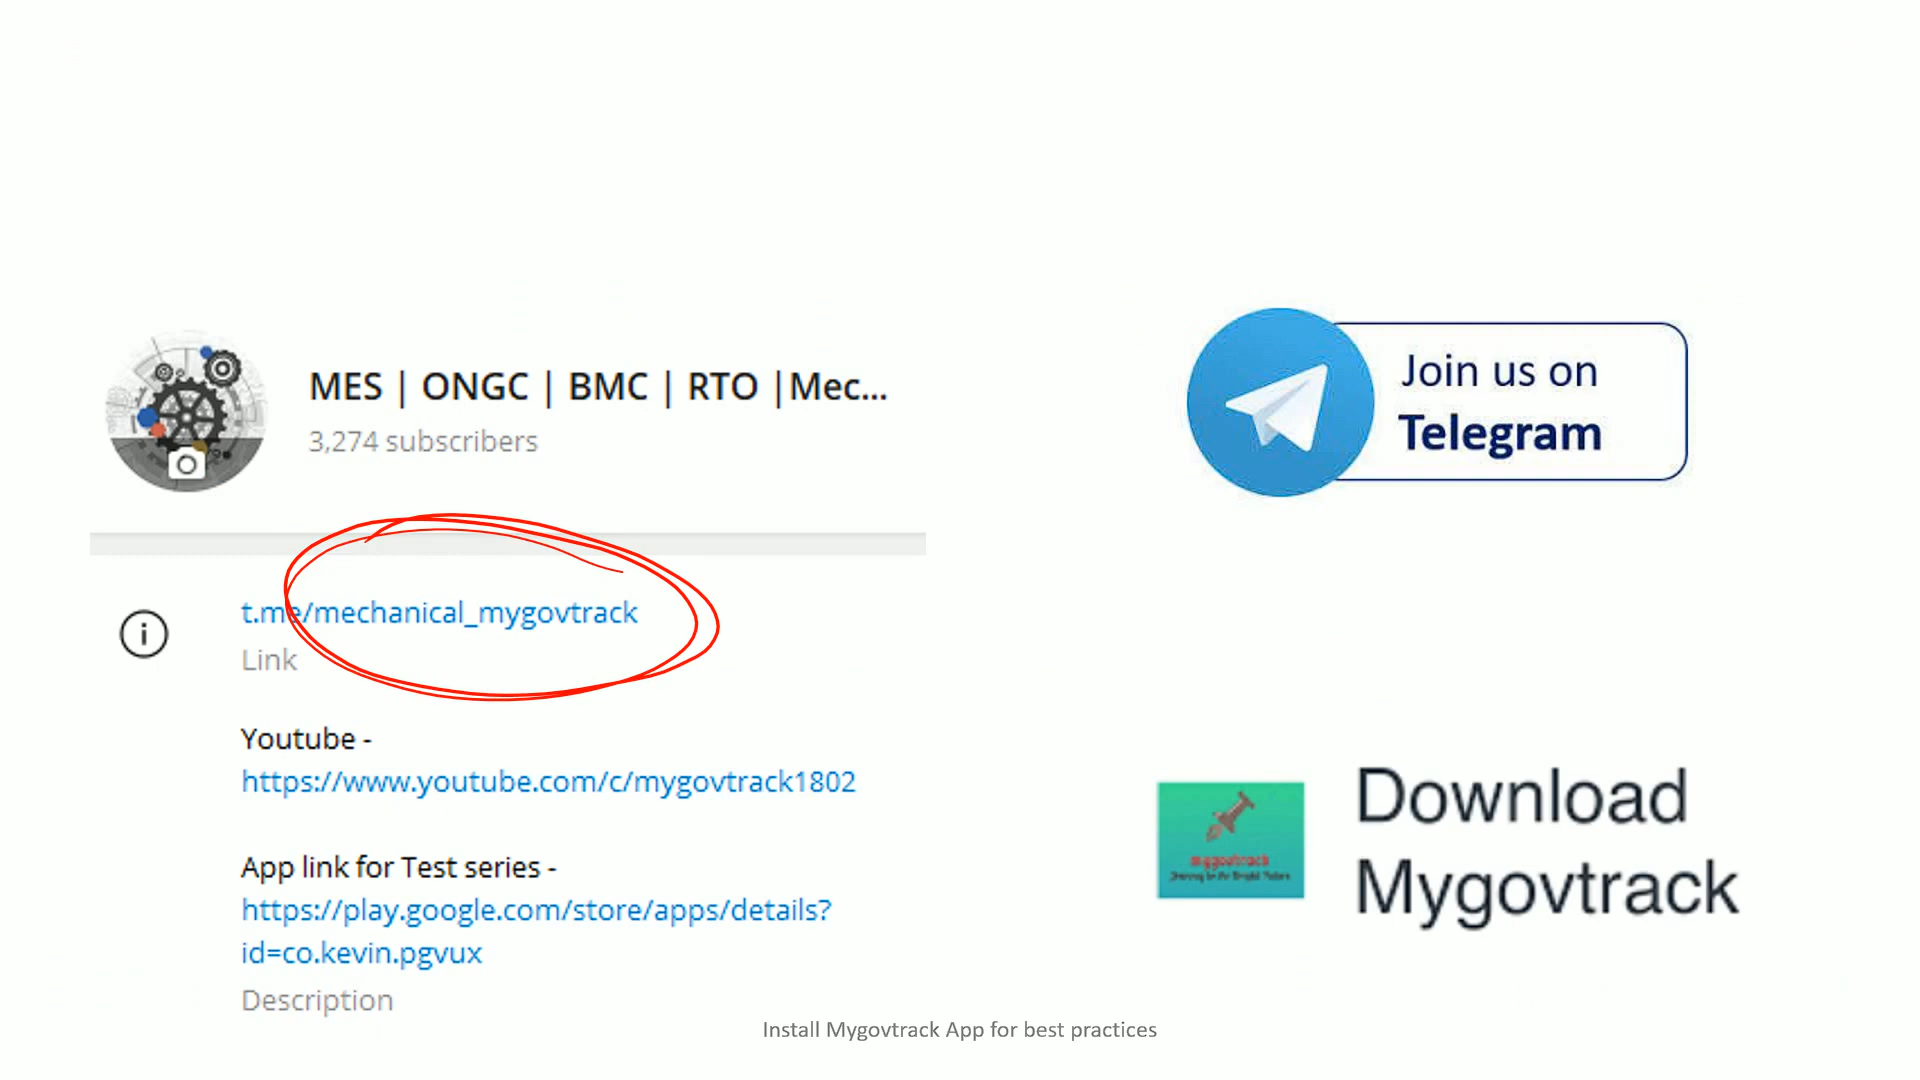 MES | ONGC | BMC | RTO |Mec...
3,274 subscribers
t.me/mechanical_mygovtrack
Link
Youtube -
https://www.youtube.com/c/mygovtrack1802
App link for Test series -
https://play.google.com/store/apps/details?
id=co.kevin.pgvux
Description
Join us on
Telegram
mygovtrack
Download
Mygovtrack
Install Mygovtrack App for best practices